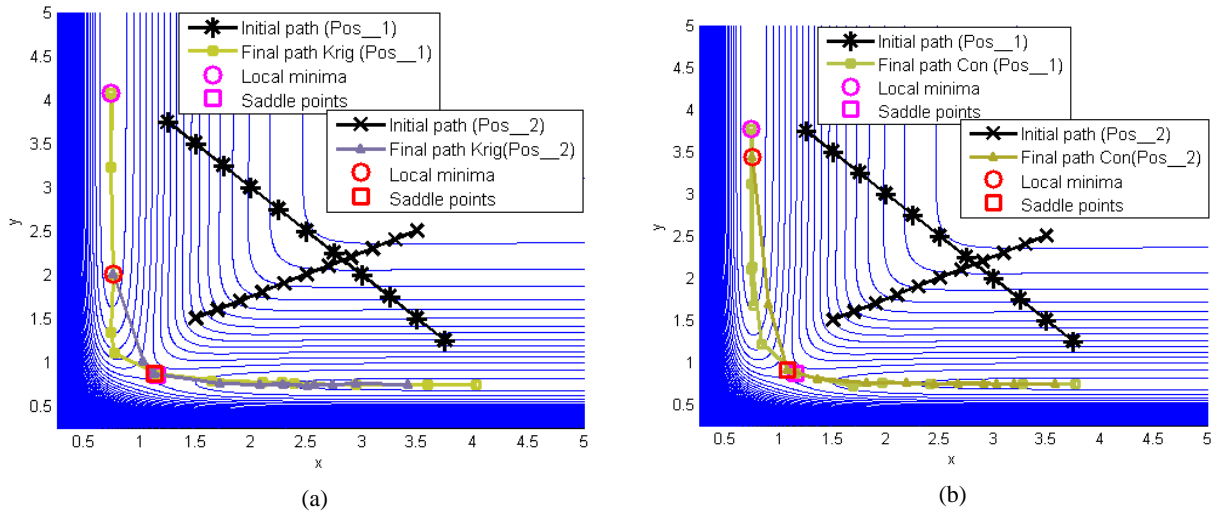 Initial path (Pos__1)
Final path Krig (Pos__1)
Local minima
Saddle points
Initial path (Pos__2)
Final path Krig(Pos__2)
Local minima
Saddle points
5
4.5
4
3.5
3
2.5
2
1.5
1
0.5
y
0.5 1 1.5 2 2.5 3 3.5 4 4.5 5
x
(a)
Initial path (Pos__1)
Final path Con (Pos__1)
Local minima
Saddle points
Initial path (Pos__2)
Final path Con(Pos__2)
Local minima
Saddle points
5
4.5
4
3.5
3
2.5
2
1.5
1
0.5
y
0.5 1 1.5 2 2.5 3 3.5 4 4.5 5
x
(b)